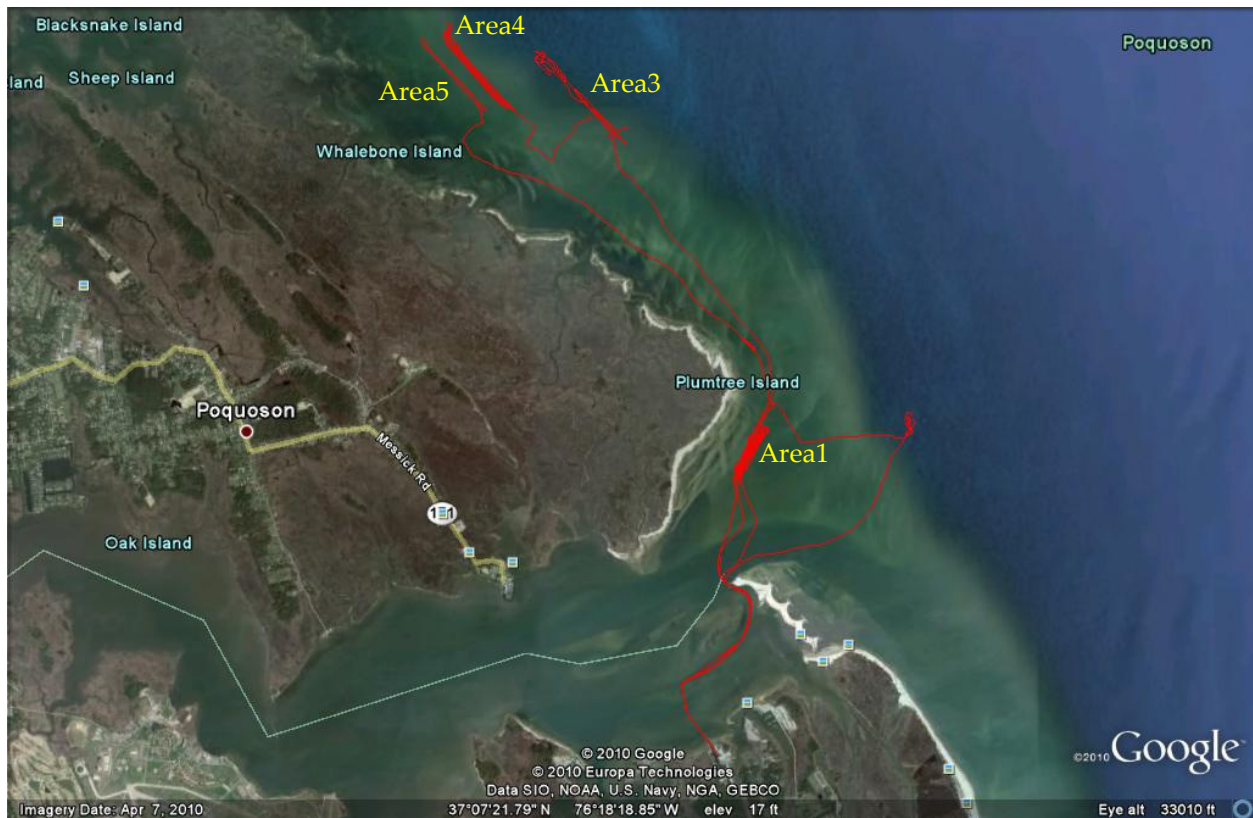 Blacksnake Island
Area4
Poquoson
land
Sheep Island
Area5
Area3
Whalebone Island
Plumtree Island
Poquoson
Messick Rd
Area1
Oak Island
© 2010 Google
© 2010 Europa Technologies
Data SIO, NOAA, U.S. Navy, NGA, GEBCO
©2010 Google™
Imagery Date: Apr 7, 2010
37°07'21.79" N 76°18'18.85" W elev 17 ft
Eye alt 33010 ft